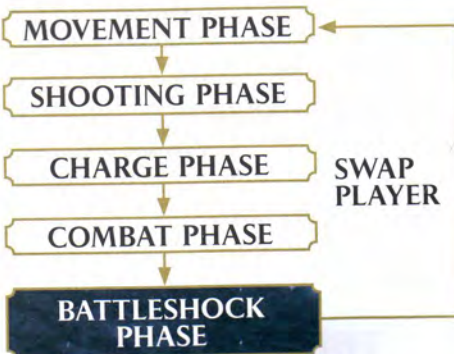 MOVEMENT PHASE
SHOOTING PHASE
CHARGE PHASE
COMBAT PHASE
BATTLESHOCK
PHASE
SWAP
PLAYER